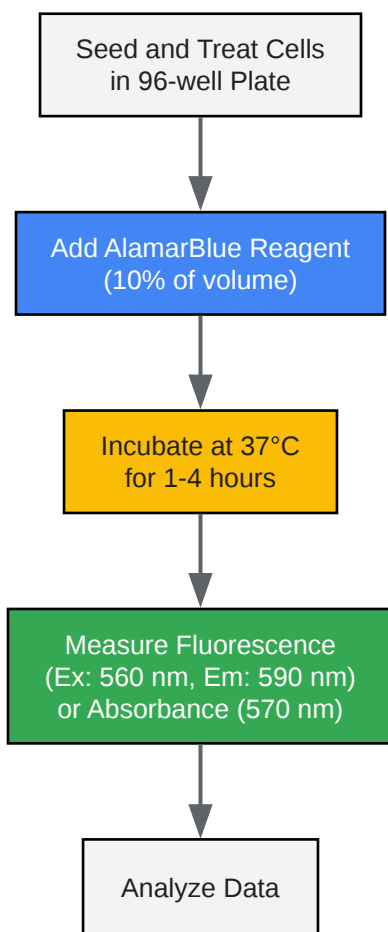 Seed and Treat Cells
in 96-well Plate
Add AlamarBlue Reagent
(10% of volume)
Incubate at 37°C
for 1-4 hours
Measure Fluorescence
(Ex: 560 nm, Em: 590 nm)
or Absorbance (570 nm)
Analyze Data